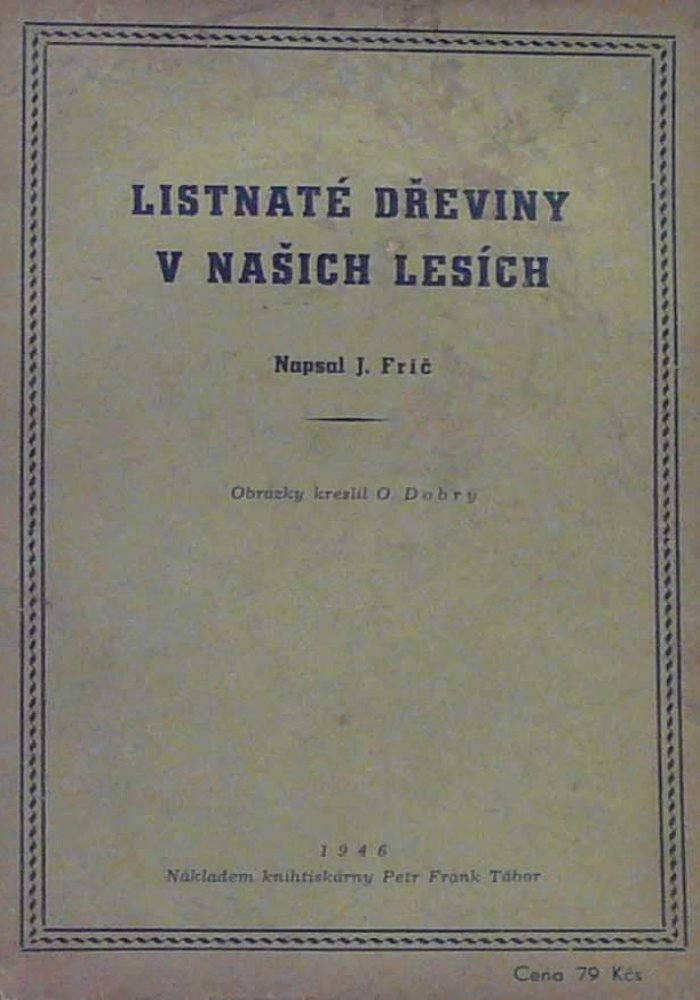 LISTNATÉ DŘEVINY
V NAŠICH LESÍCH
Napsal J. Frič
Obrázky kreslil O. Dobrý
1946
Nákladem knihtiskárny Petr Frank Tábor
Cena 79 Kčs